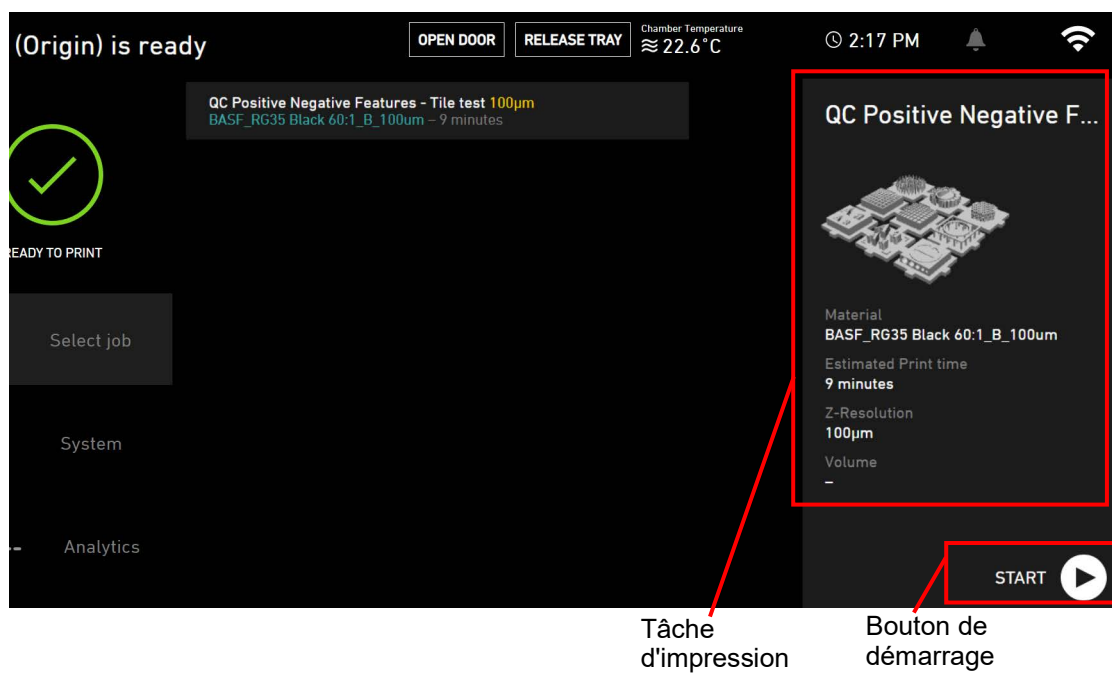 (Origin) is ready
OPEN DOOR
RELEASE TRAY
Chamber Temperature
≈ 22.6°C
2:17 PM
QC Positive Negative Features - Tile test 100µm
BASF_RG35 Black 60:1_B_100um – 9 minutes
READY TO PRINT
Select job
System
Analytics
QC Positive Negative F...
Material
BASF_RG35 Black 60:1_B_100um
Estimated Print time
9 minutes
Z-Resolution
100µm
Volume
–
START
Tâche
d'impression
Bouton de
démarrage